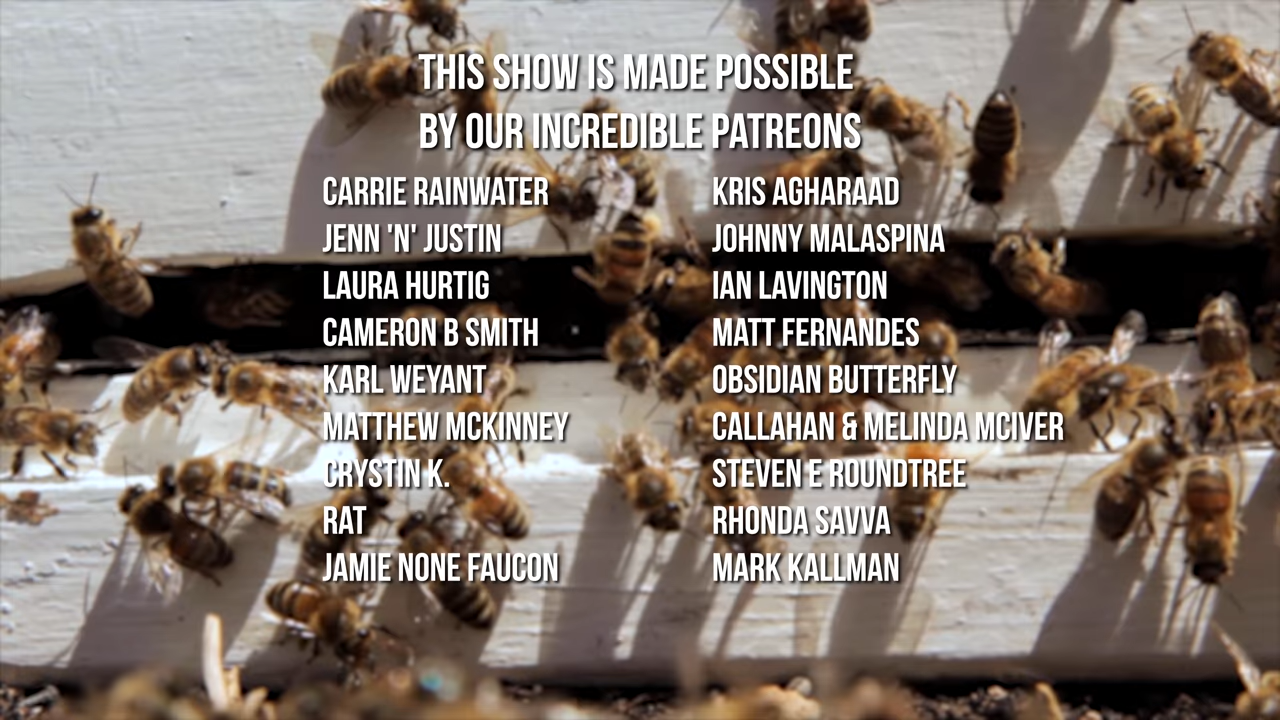 THIS SHOW IS MADE POSSIBLE
BY OUR INCREDIBLE PATREONS
CARRIE RAINWATER
JENN 'N' JUSTIN
LAURA HURTIG
CAMERON B SMITH
KARL WEYANT
MATTHEW MCKINNEY
CRYSTIN K.
RAT
JAMIE NONE FAUCON
KRIS AGHARAAD
JOHNNY MALASPINA
IAN LAVINGTON
MATT FERNANDES
OBSIDIAN BUTTERFLY
CALLAHAN & MELINDA MCIVER
STEVEN E ROUNDTREE
RHONDA SAVVA
MARK KALLMAN